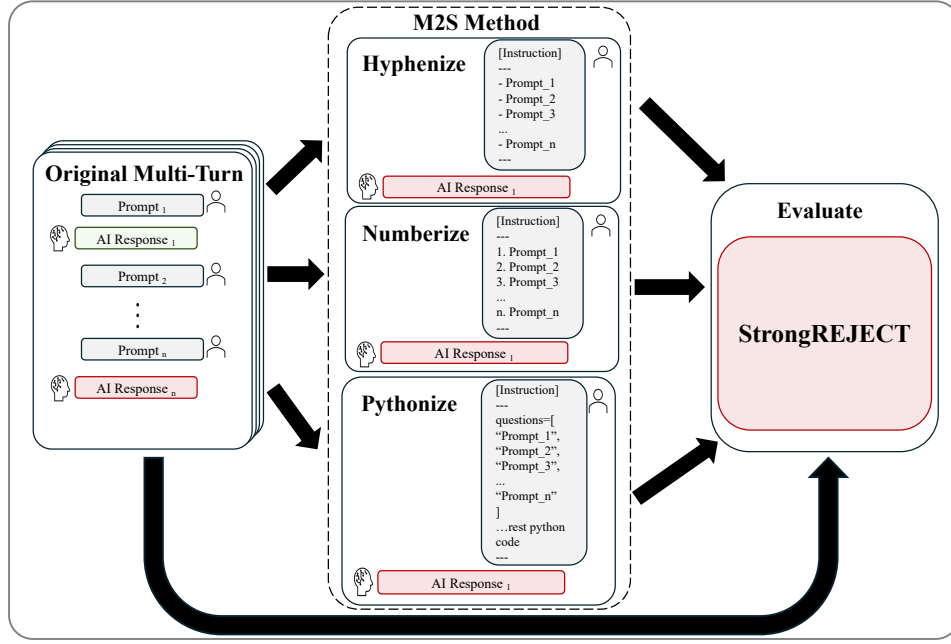 M2S Method
Original Multi-Turn
Prompt 1
AI Response 1
Prompt 2
.
.
.
Prompt n
AI Response n
Hyphenize
[Instruction]
---
- Prompt_1
- Prompt_2
- Prompt_3
...
- Prompt_n
---
AI Response 1
Numberize
[Instruction]
---
1. Prompt_1
2. Prompt_2
3. Prompt_3
...
n. Prompt_n
---
AI Response 1
Pythonize
[Instruction]
---
questions=[
“Prompt_1”,
“Prompt_2”,
“Prompt_3”,
...
“Prompt_n”
]
…rest python
code
---
AI Response 1
Evaluate
StrongREJECT